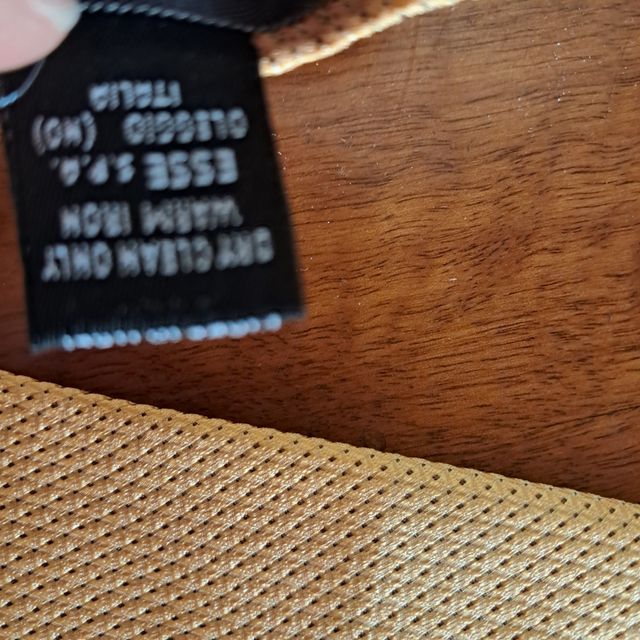 DRY CLEAN ONLY
WARM IRON
ESSE S.P.A.
OLEGGIO (NO)
ITALIA